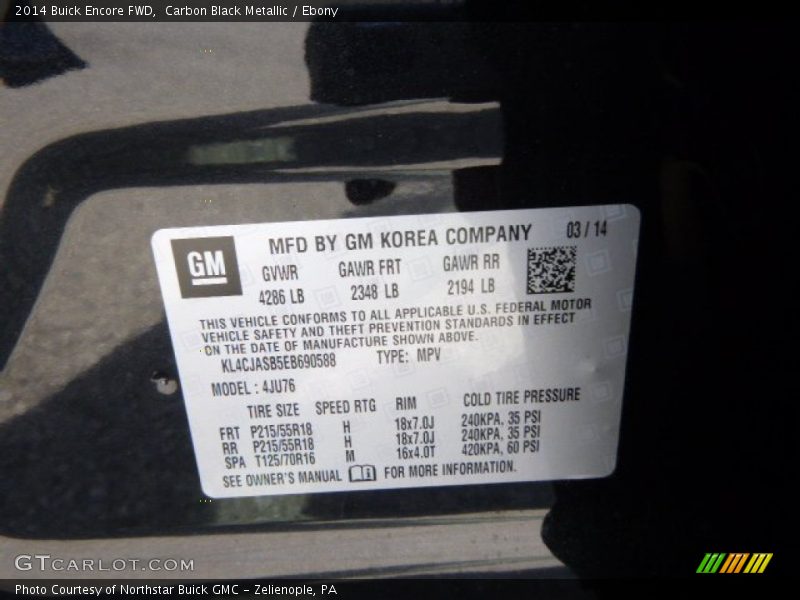 2014 Buick Encore FWD,  Carbon Black Metallic / Ebony
GM
MFD BY GM KOREA COMPANY 03 / 14
GVWR GAWR FRT GAWR RR
4286 LB 2348 LB 2194 LB
THIS VEHICLE CONFORMS TO ALL APPLICABLE U.S. FEDERAL MOTOR
VEHICLE SAFETY AND THEFT PREVENTION STANDARDS IN EFFECT
ON THE DATE OF MANUFACTURE SHOWN ABOVE.
KL4CJASB5EB690588 TYPE: MPV
MODEL : 4JU76
TIRE SIZE SPEED RTG RIM COLD TIRE PRESSURE
FRT P215/55R18 H 18x7.0J 240KPA, 35 PSI
RR P215/55R18 H 18x7.0J 240KPA, 35 PSI
SPA T125/70R16 M 16x4.0T 420KPA, 60 PSI
SEE OWNER'S MANUAL FOR MORE INFORMATION.
GTCARLOT.COM
Photo Courtesy of Northstar Buick GMC - Zelienople, PA